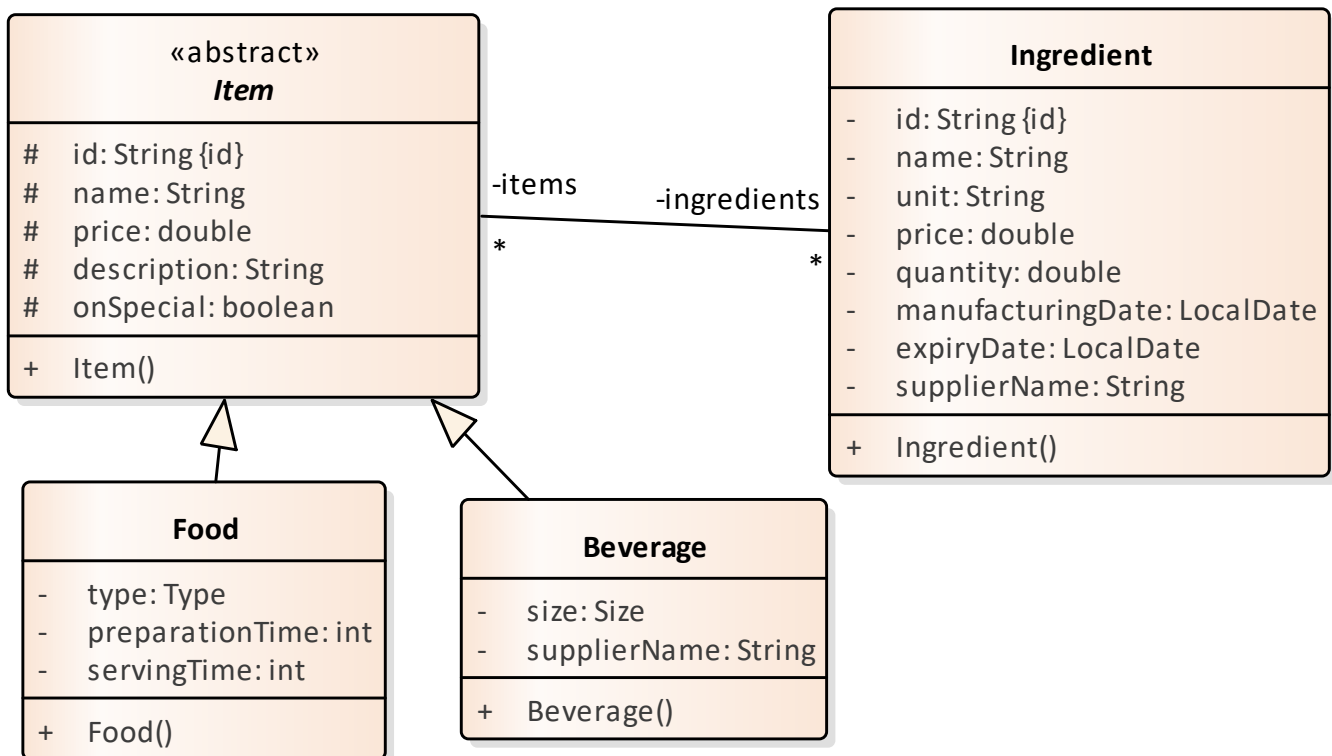 «abstract»
Item
# id: String {id}
# name: String
# price: double
# description: String
# onSpecial: boolean
+ Item()
-items
*
-ingredients
*
Ingredient
- id: String {id}
- name: String
- unit: String
- price: double
- quantity: double
- manufacturingDate: LocalDate
- expiryDate: LocalDate
- supplierName: String
+ Ingredient()
Food
- type: Type
- preparationTime: int
- servingTime: int
+ Food()
Beverage
- size: Size
- supplierName: String
+ Beverage()